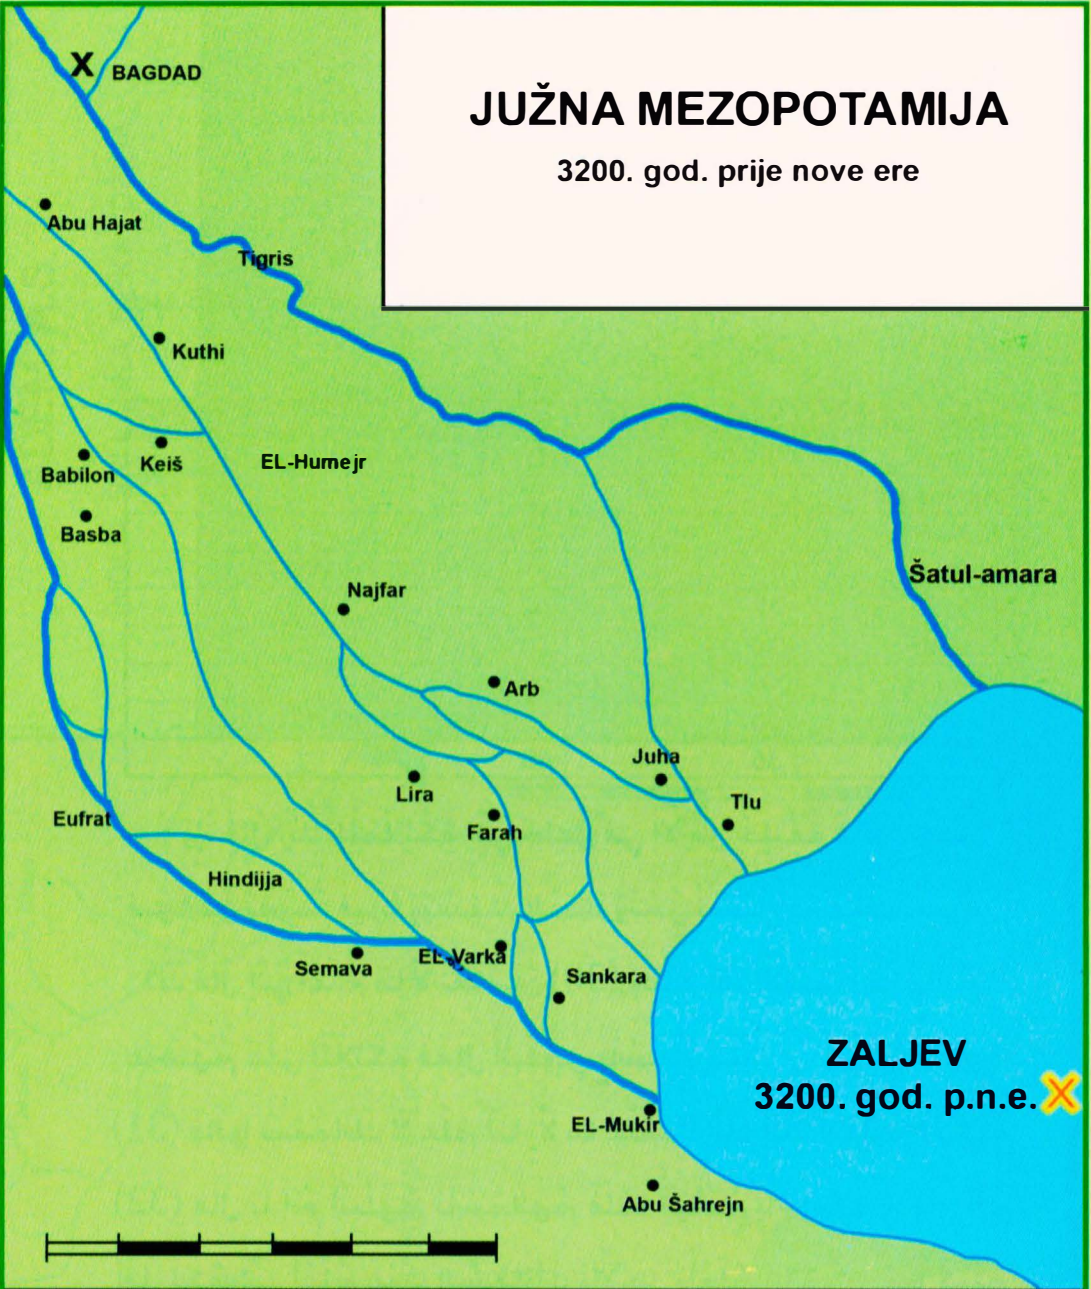 JUŽNA MEZOPOTAMIJA
3200. god. prije nove ere
X BAGDAD
Abu Hajat
Tigris
Kuthi
Keiš
EL-Humejr
Babilon
Basba
Šatul-amara
Najfar
Arb
Juha
Lira
Tlu
Eufrat
Farah
Hindijja
EL-Varka
Semava
Sankara
ZALJEV
3200. god. p.n.e. X
EL-Mukir
Abu Šahrejn